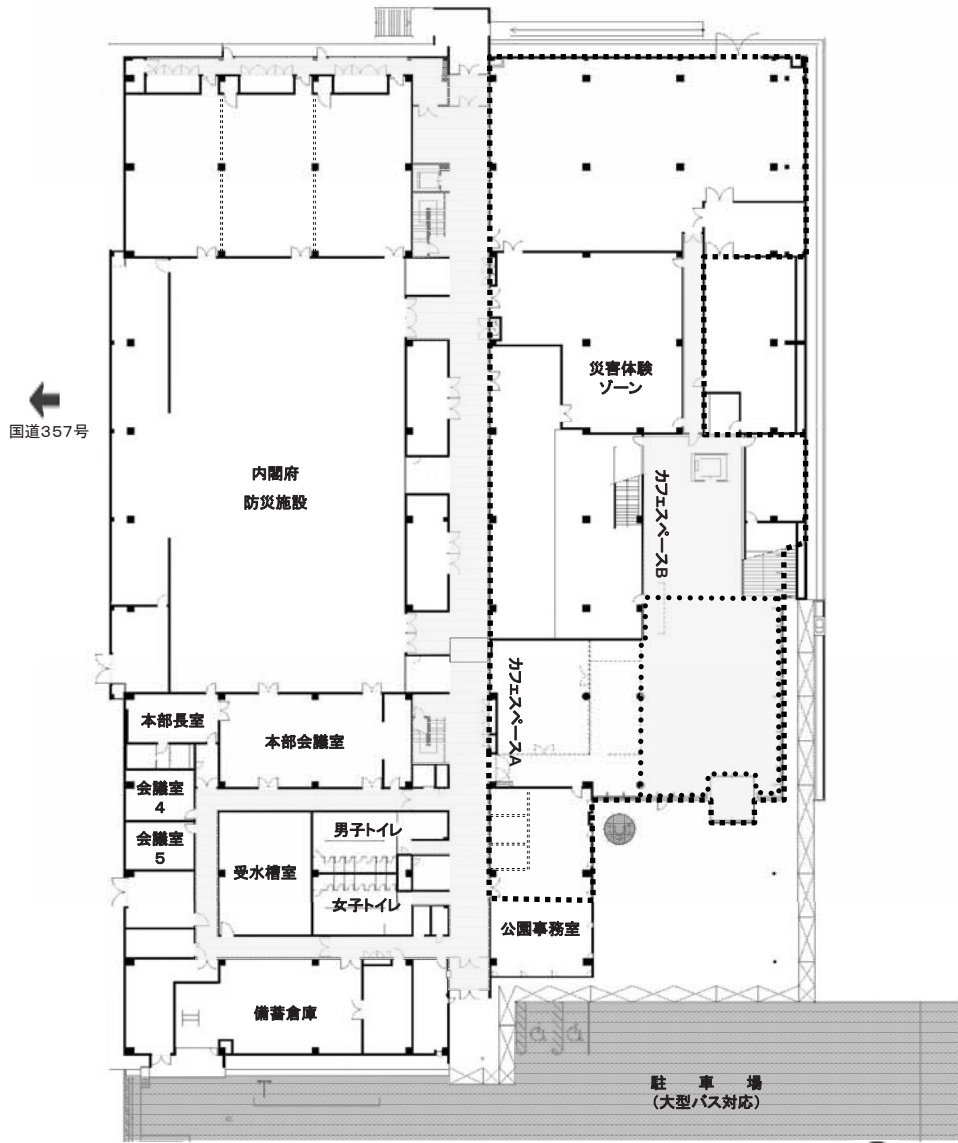 災害体験
ゾーン
国道357号
内閣府
防災施設
カフェスペースB
カフェスペースA
本部長室
本部会議室
会議室
4
会議室
5
男子トイレ
受水槽室
女子トイレ
公園事務室
備蓄倉庫
駐 車 場
(大型バス対応)